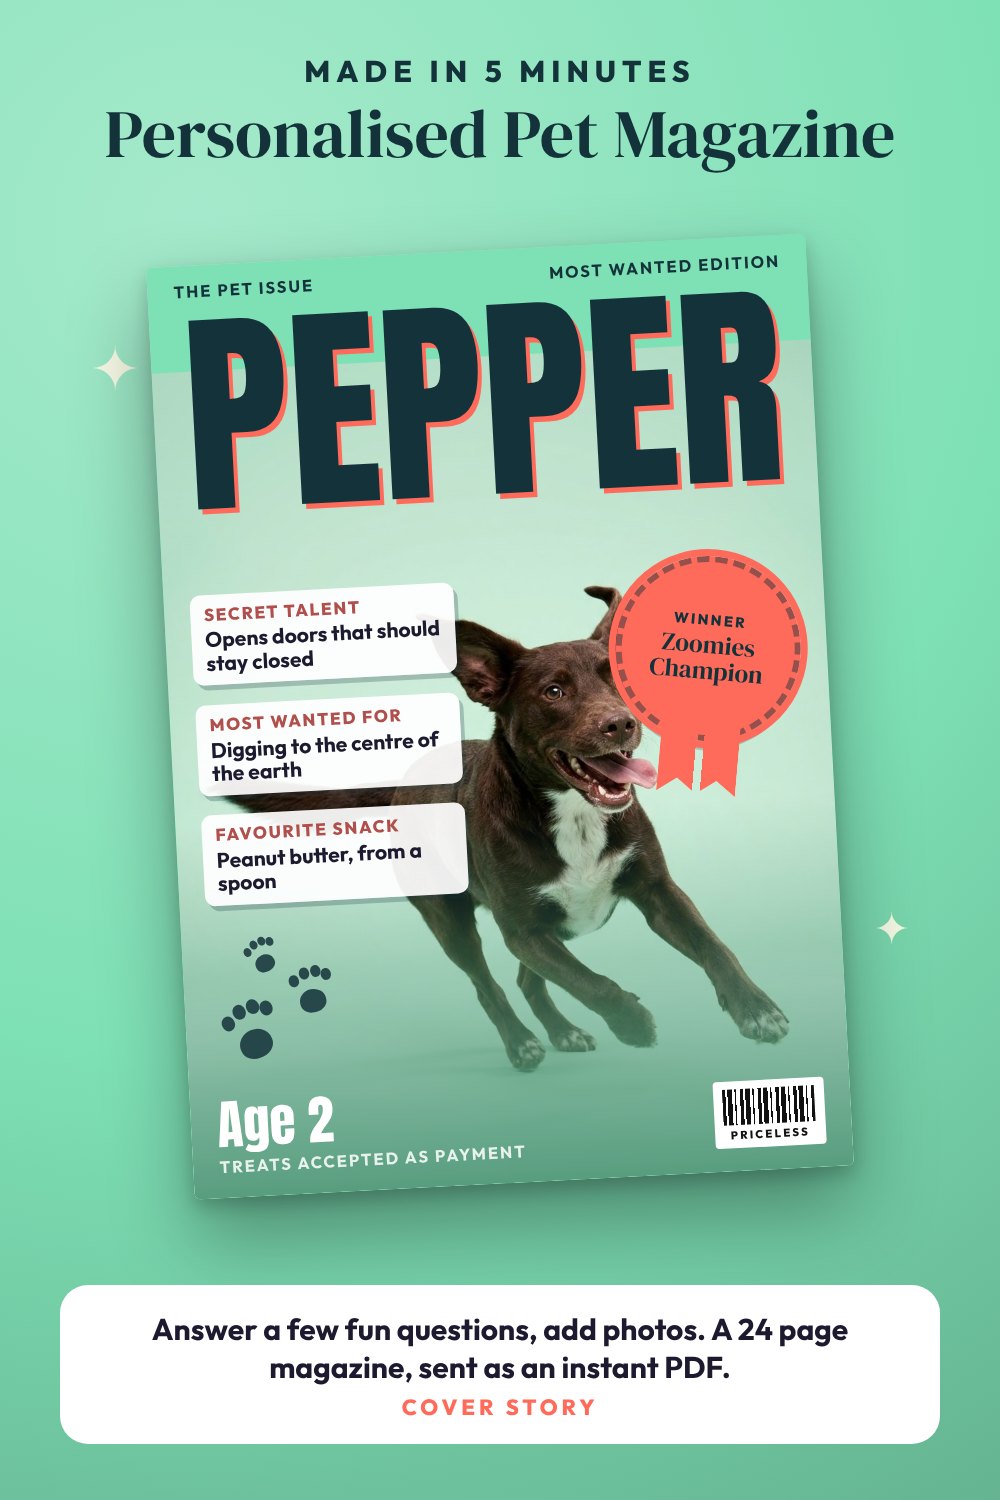 MADE IN 5 MINUTES
Personalised Pet Magazine
THE PET ISSUE
MOST WANTED EDITION
PEPPER
WINNER
Zoomies
Champion
SECRET TALENT
Opens doors that should
stay closed
MOST WANTED FOR
Digging to the centre of
the earth
FAVOURITE SNACK
Peanut butter, from a
spoon
Age 2
TREATS ACCEPTED AS PAYMENT
PRICELESS
Answer a few fun questions, add photos. A 24 page
magazine, sent as an instant PDF.
COVER STORY